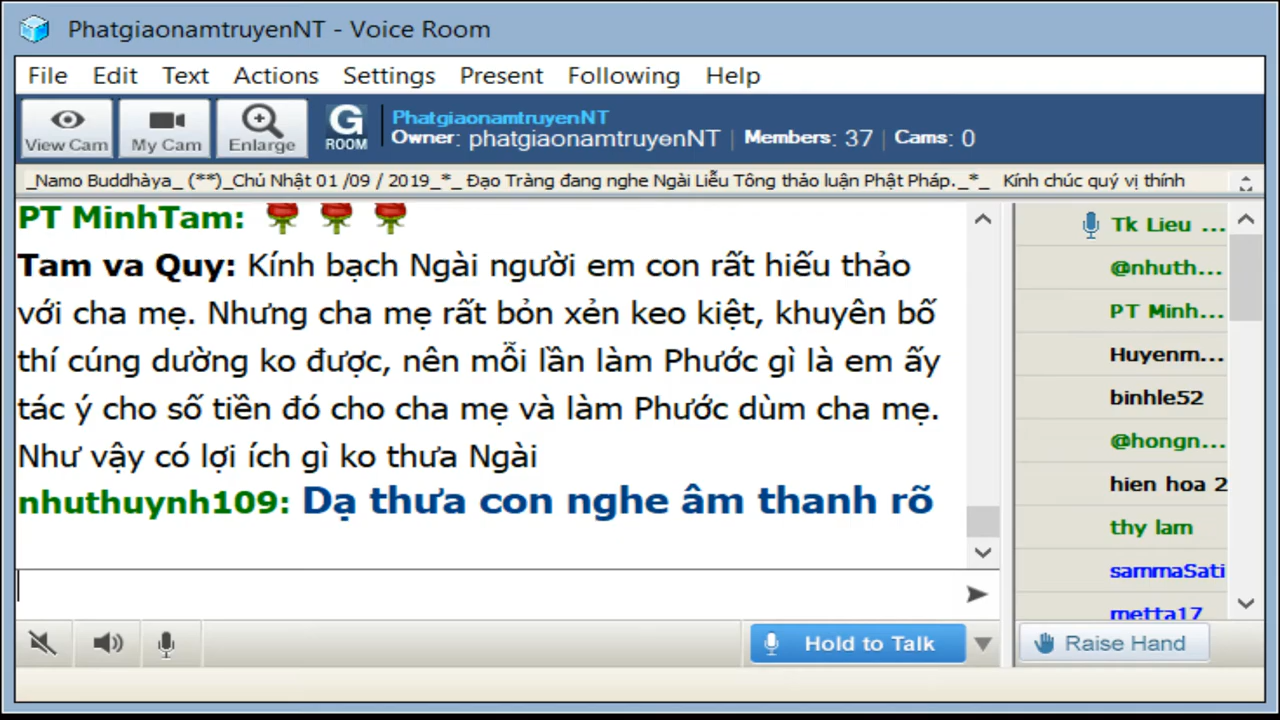 PhatgiaonamtruyenNT - Voice Room
File Edit Text Actions Settings Present Following Help
View Cam My Cam Enlarge G ROOM
PhatgiaonamtruyenNT
Owner: phatgiaonamtruyenNT | Members: 37 | Cams: 0
_Namo Buddhàya_ (**)_Chủ Nhật 01 /09 / 2019_*_ Đạo Tràng đang nghe Ngài Liễu Tông thảo luận Phật Pháp._*_ Kính chúc quý vị thính
PT MinhTam:
Tam va Quy: Kính bạch Ngài người em con rất hiếu thảo
với cha mẹ. Nhưng cha mẹ rất bỏn xẻn keo kiệt, khuyên bố
thí cúng dường ko được, nên mỗi lần làm Phước gì là em ấy
tác ý cho số tiền đó cho cha mẹ và làm Phước dùm cha mẹ.
Như vậy có lợi ích gì ko thưa Ngài
nhuthuynh109: Dạ thưa con nghe âm thanh rõ
Tk Lieu ...
@nhuth...
PT Minh...
Huyenm...
binhle52
@hongn...
hien hoa 2
thy lam
sammaSati
metta17
Hold to Talk
Raise Hand